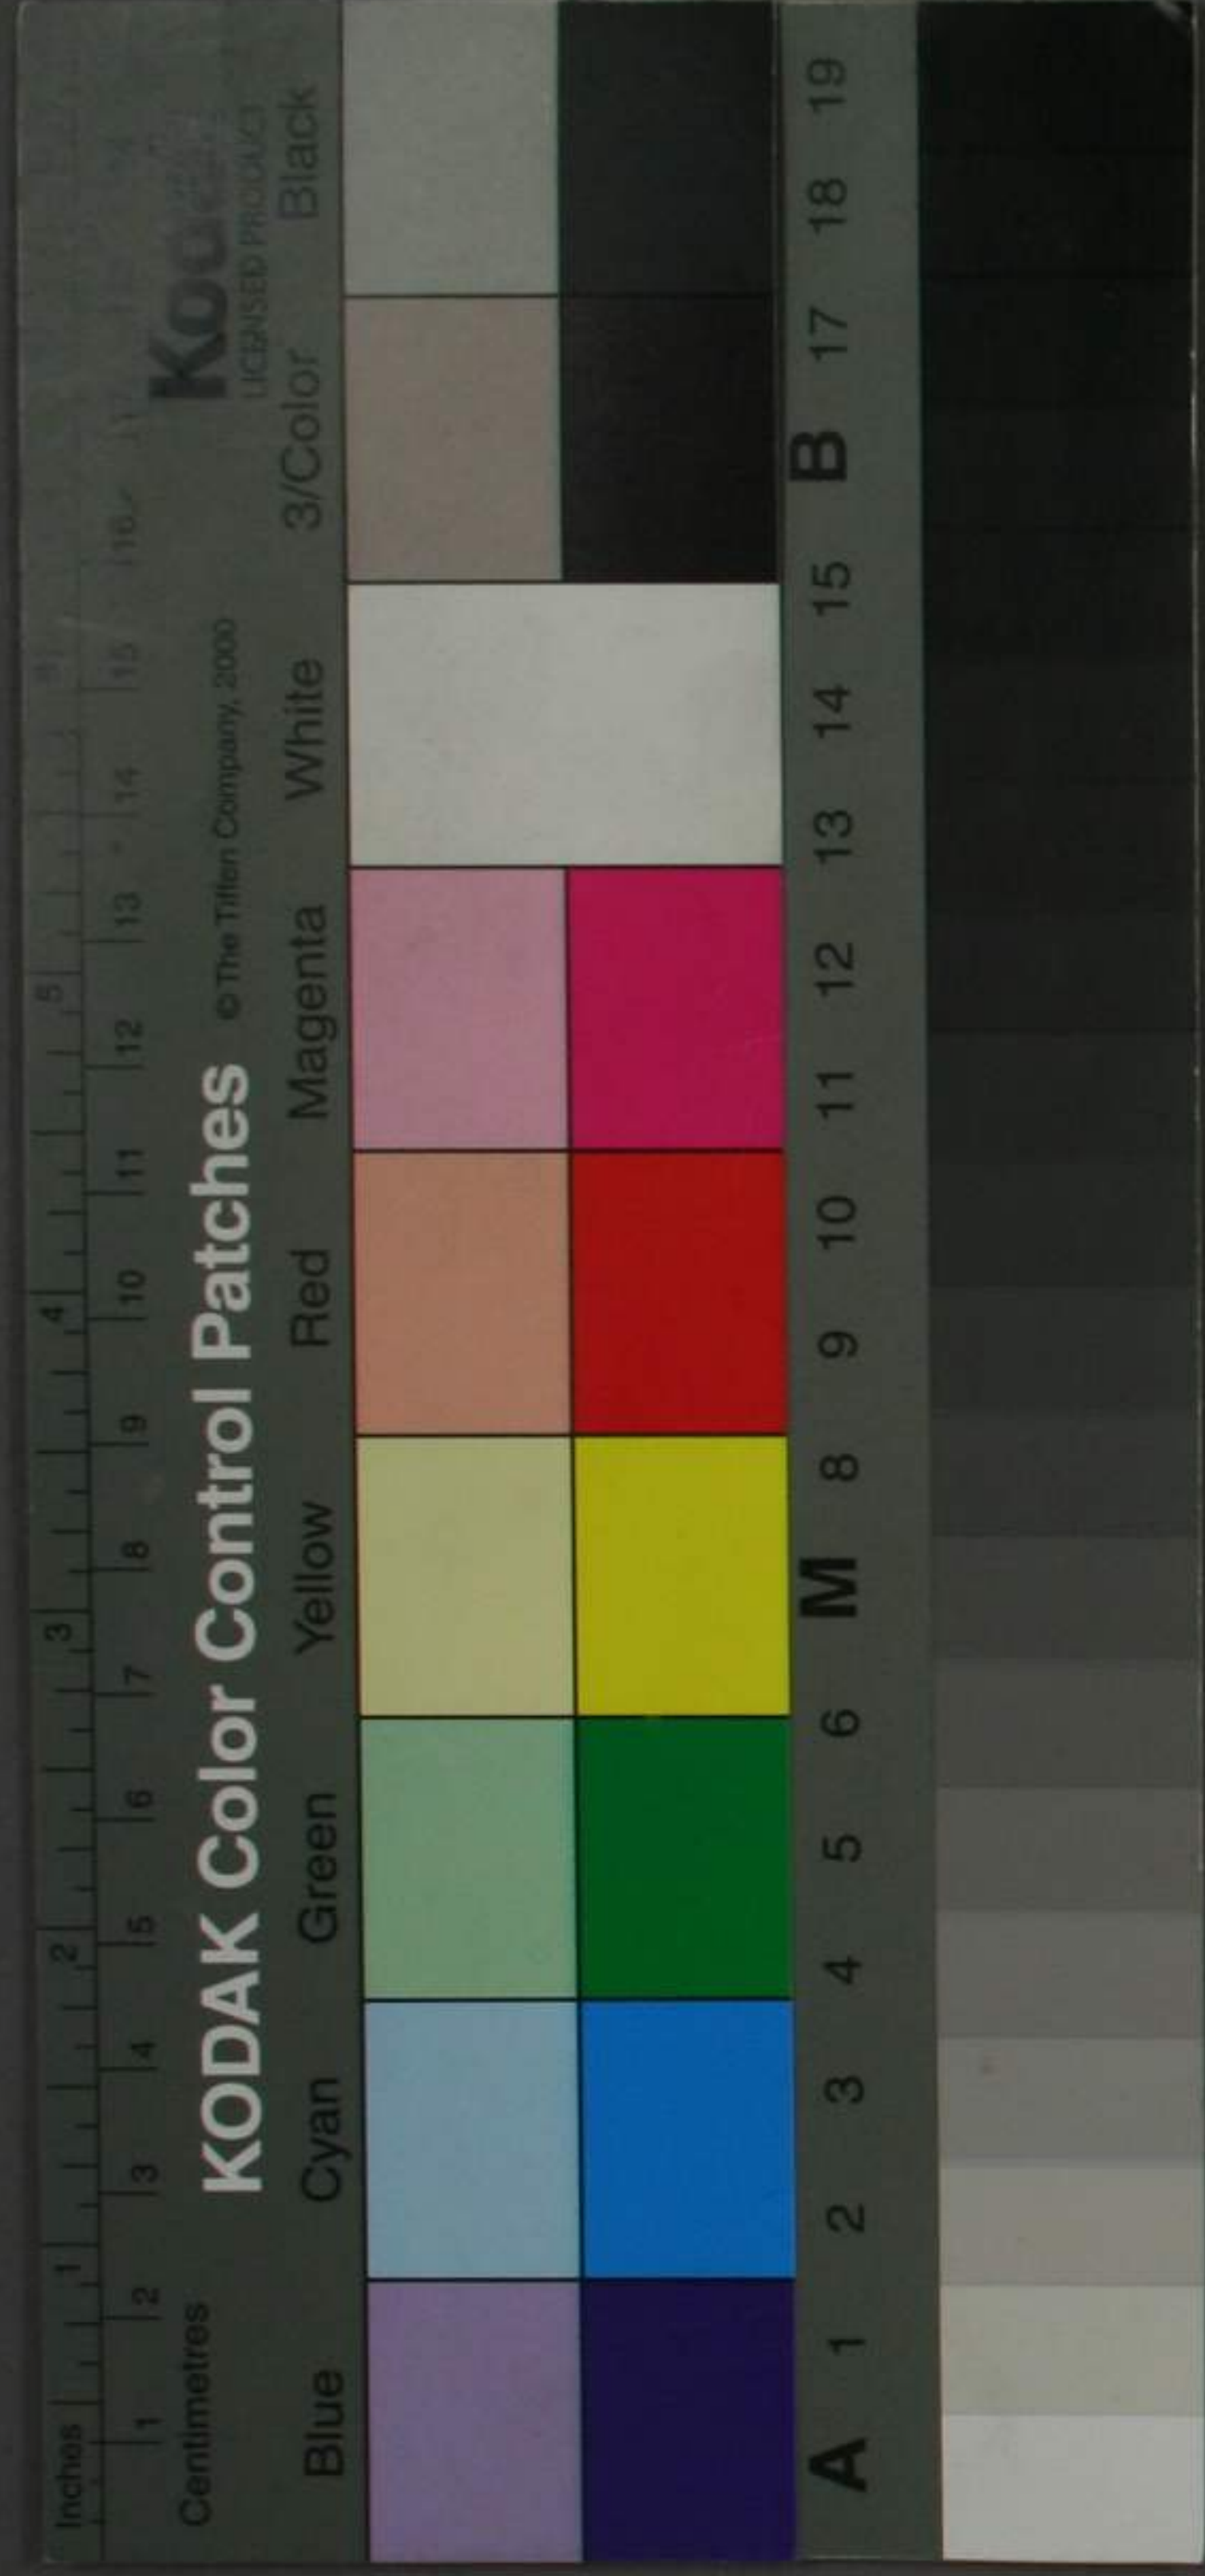 Inches 1 2 3 4 5
1 2 3 4 5 6 7 8 9 10 11 12 13 14 15 16 17
Centimetres
KODAK Color Control Patches © The Tiffen Company, 2000
Kodak
LICENSED PRODUCT
Blue Cyan Green Yellow Red Magenta White 3/Color Black
A 1 2 3 4 5 6 M 8 9 10 11 12 13 14 15 B 17 18 19